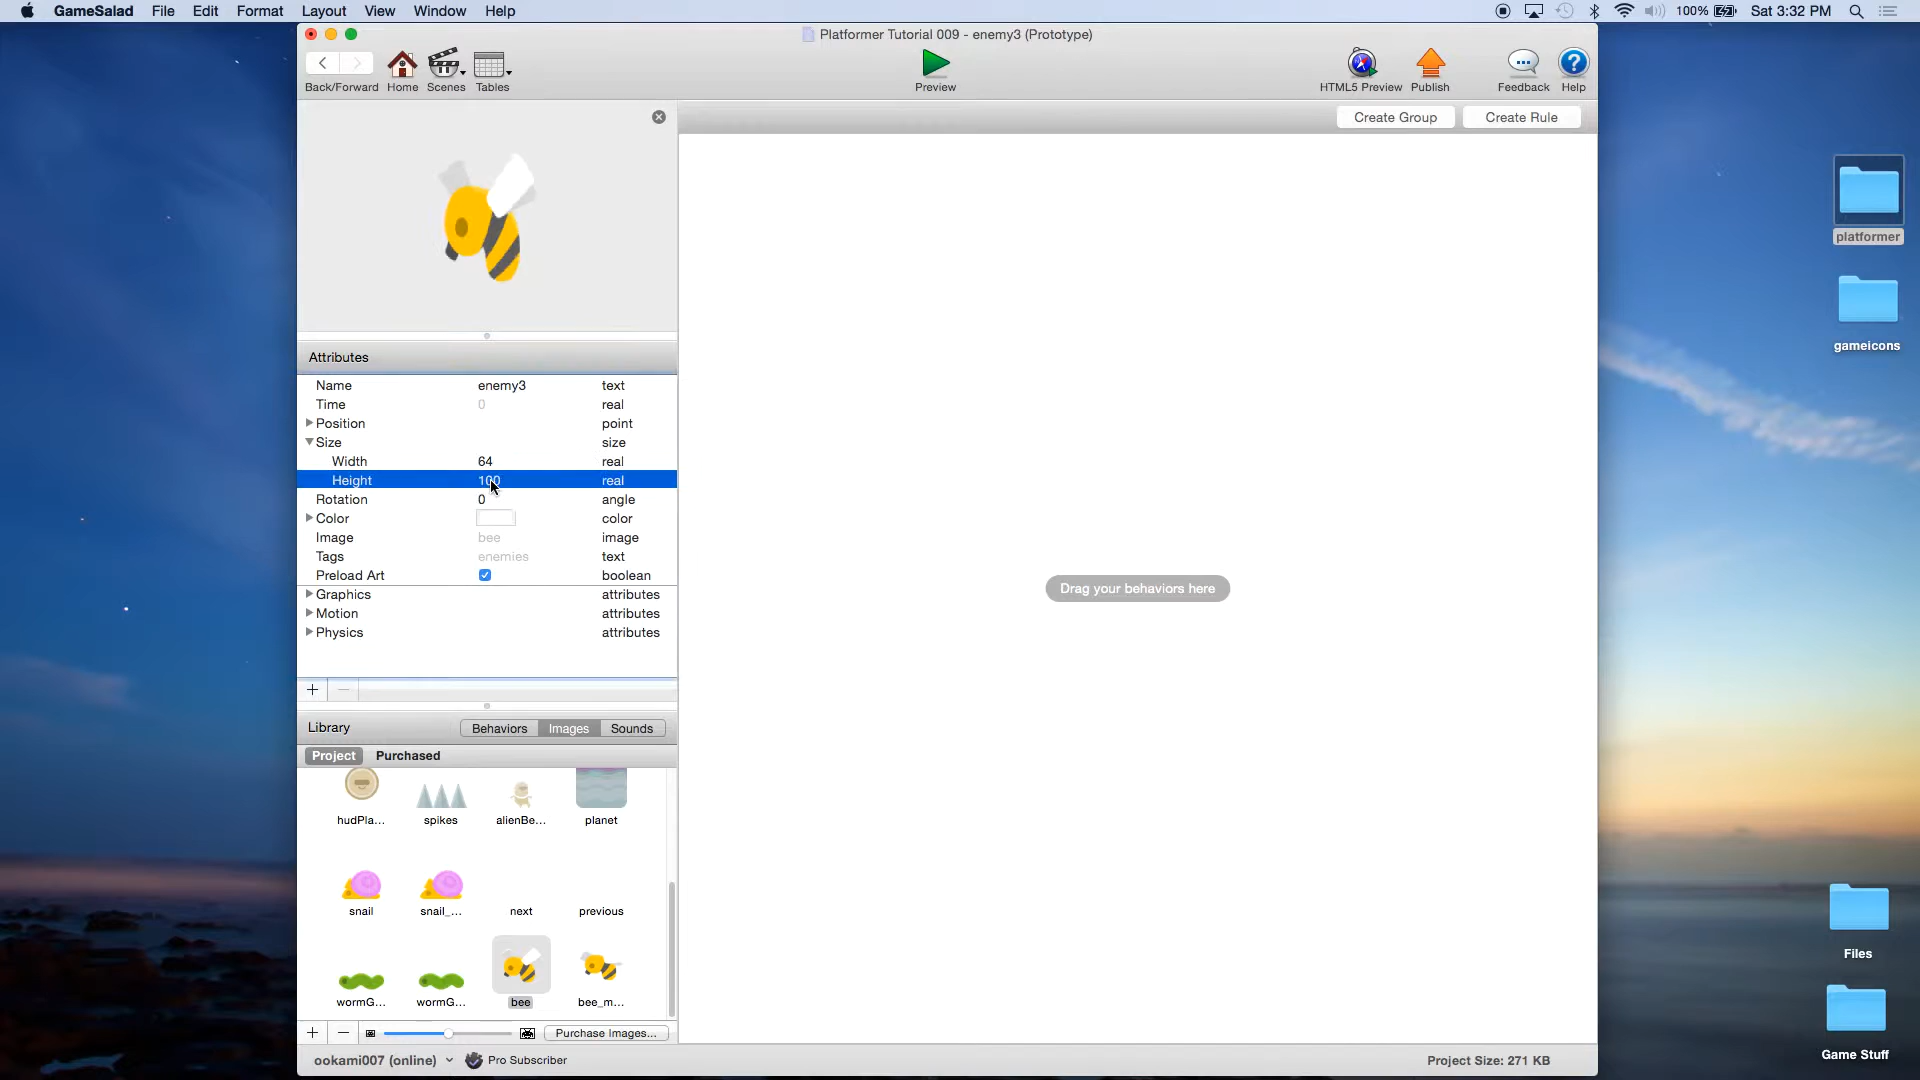 GameSalad File Edit Format Layout View Window Help
100% Sat 3:32 PM
Platformer Tutorial 009 - enemy3 (Prototype)
Back/Forward Home Scenes Tables
Preview
HTML5 Preview Publish Feedback Help
Create Group Create Rule
Attributes
Name enemy3 text
Time 0 real
Position point
Size size
Width 64 real
Height 100 real
Rotation 0 angle
Color color
Image bee image
Tags enemies text
Preload Art boolean
Graphics attributes
Motion attributes
Physics attributes
Drag your behaviors here
Library Behaviors Images Sounds
Project Purchased
hudPla... spikes alienBe... planet
snail snail_... next previous
wormG... wormG... bee bee_m...
Purchase Images...
ookami007 (online) Pro Subscriber
Project Size: 271 KB
platformer
gameicons
Files
Game Stuff